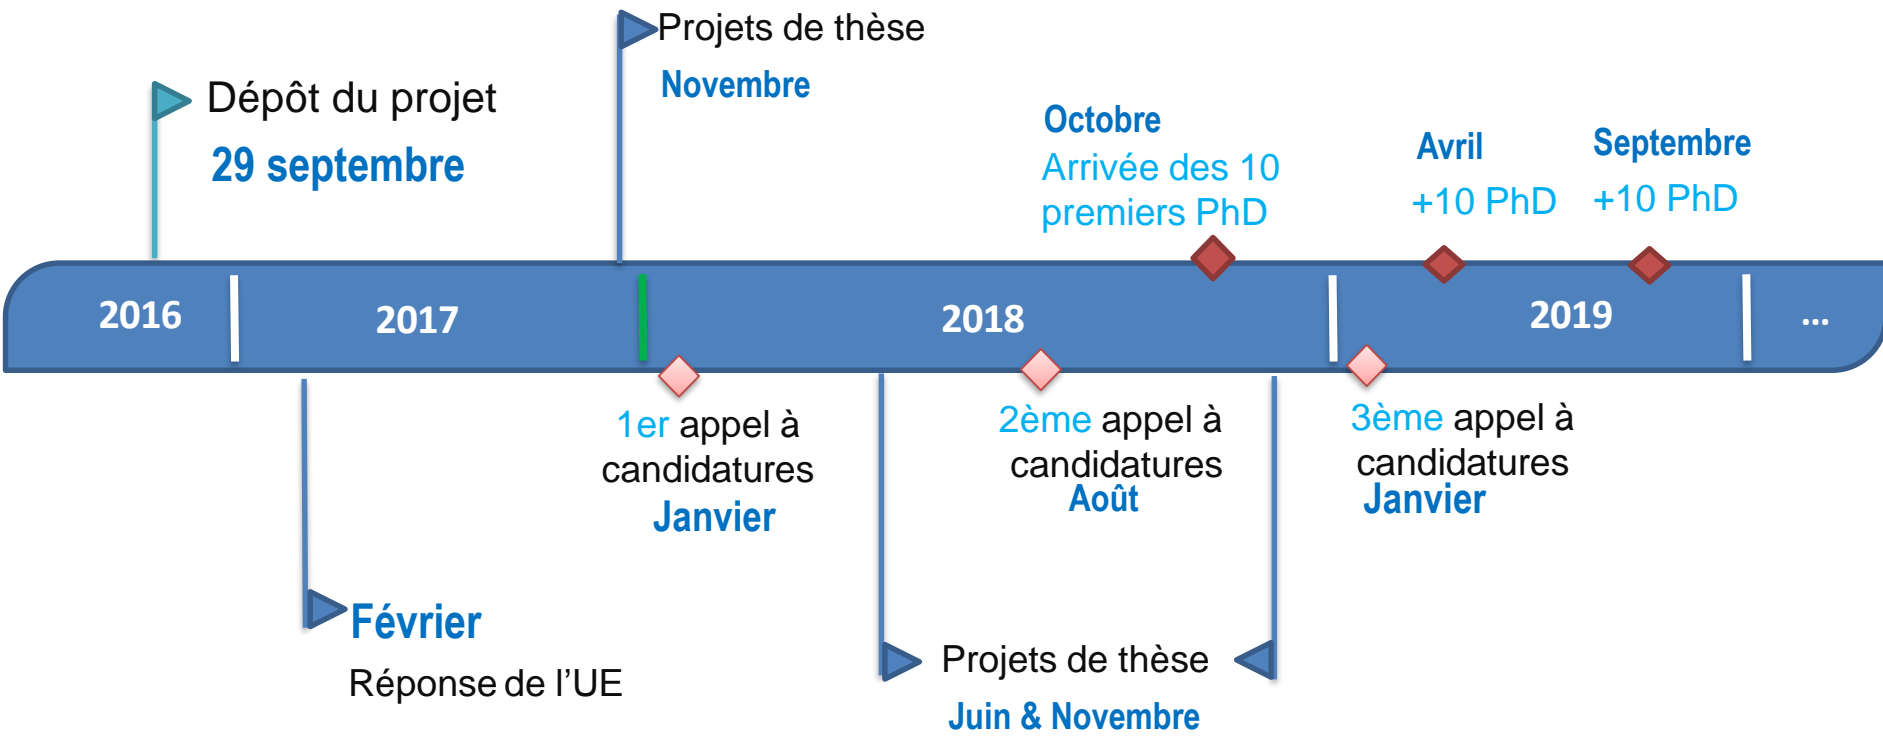 Projets de thèse
Novembre
Dépôt du projet
29 septembre
Octobre
Arrivée des 10
premiers PhD
Avril
+10 PhD
Septembre
+10 PhD
2016
2017
2018
2019
...
1er appel à
candidatures
Janvier
2ème appel à
candidatures
Août
3ème appel à
candidatures
Janvier
Février
Réponse de l’UE
Projets de thèse
Juin & Novembre